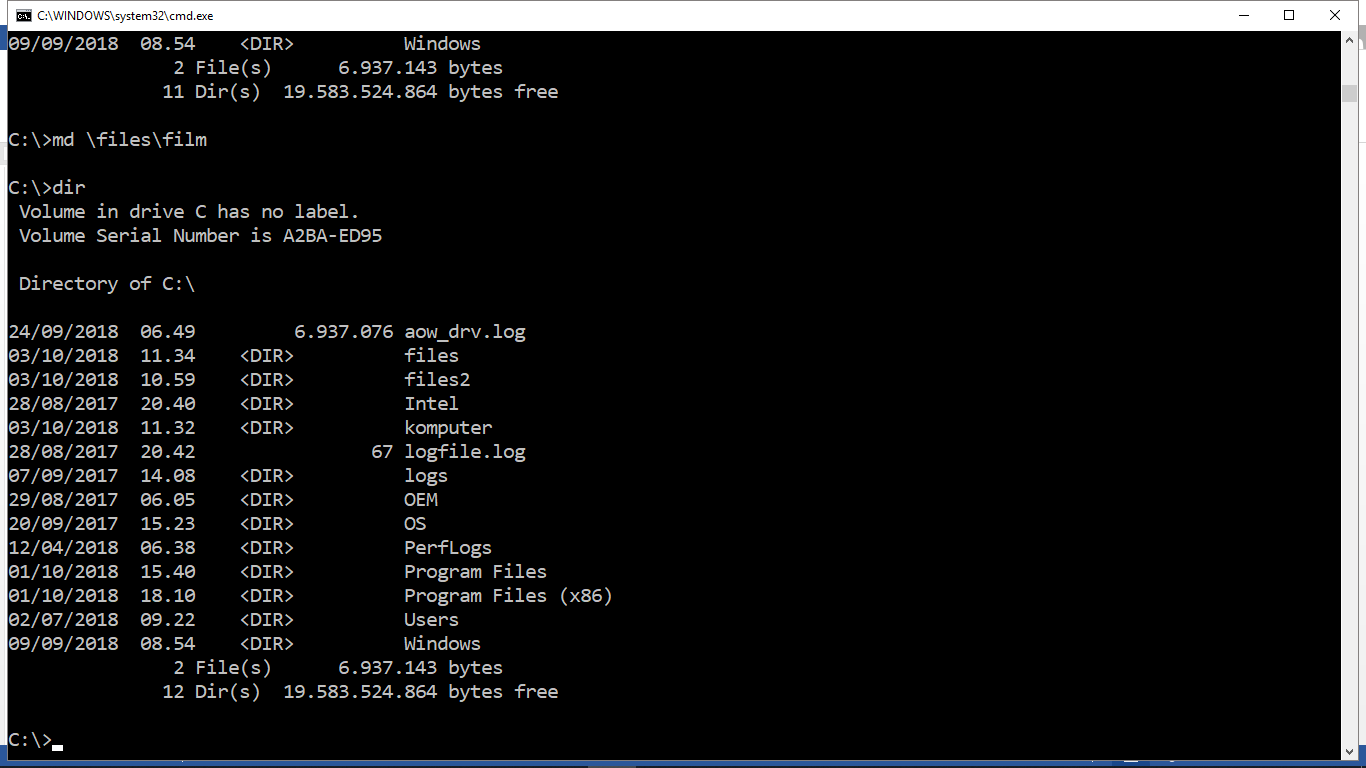 C:\WINDOWS\system32\cmd.exe
09/09/2018  08.54    <DIR>          Windows
               2 File(s)      6.937.143 bytes
              11 Dir(s)  19.583.524.864 bytes free
C:\>md \files\film
C:\>dir
 Volume in drive C has no label.
 Volume Serial Number is A2BA-ED95
 Directory of C:\
24/09/2018  06.49         6.937.076 aow_drv.log
03/10/2018  11.34    <DIR>          files
03/10/2018  10.59    <DIR>          files2
28/08/2017  20.40    <DIR>          Intel
03/10/2018  11.32    <DIR>          komputer
28/08/2017  20.42                67 logfile.log
07/09/2017  14.08    <DIR>          logs
29/08/2017  06.05    <DIR>          OEM
20/09/2017  15.23    <DIR>          OS
12/04/2018  06.38    <DIR>          PerfLogs
01/10/2018  15.40    <DIR>          Program Files
01/10/2018  18.10    <DIR>          Program Files (x86)
02/07/2018  09.22    <DIR>          Users
09/09/2018  08.54    <DIR>          Windows
               2 File(s)      6.937.143 bytes
              12 Dir(s)  19.583.524.864 bytes free
C:\>